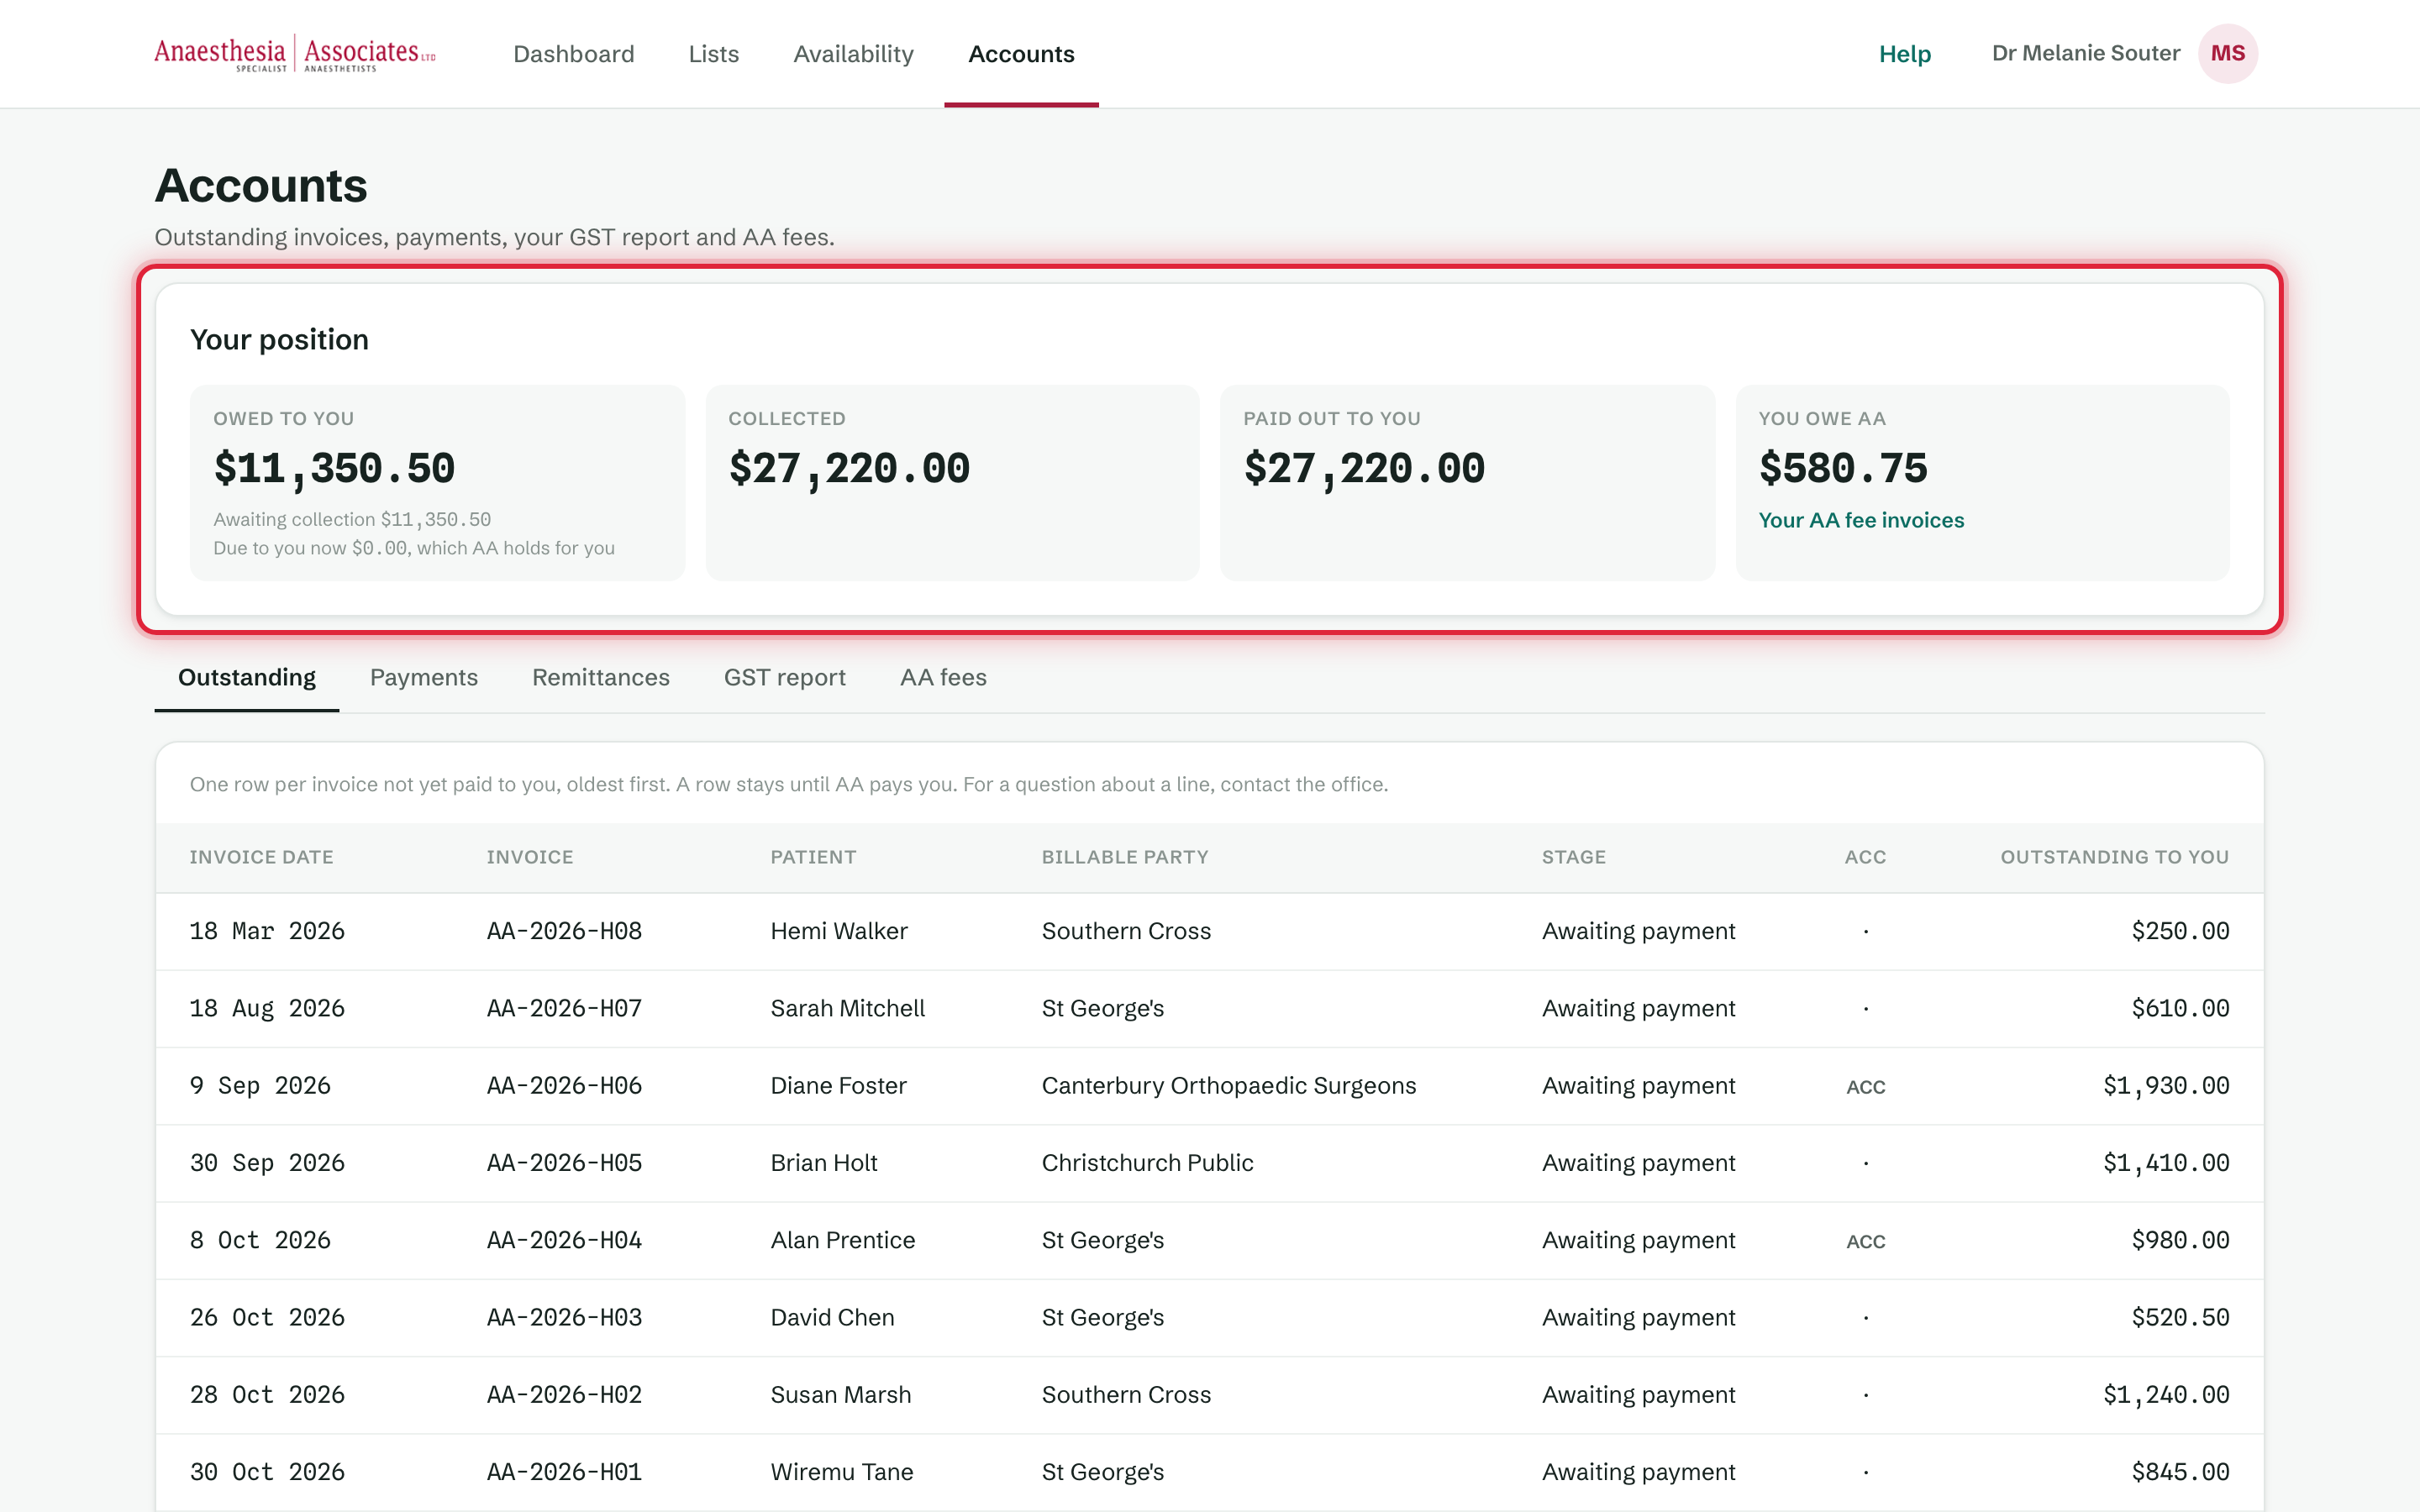 Anaesthesia | Associates LTD
SPECIALIST ANAESTHETISTS
Dashboard
Lists
Availability
Accounts
Help
Dr Melanie Souter
MS
Accounts
Outstanding invoices, payments, your GST report and AA fees.
Your position
OWED TO YOU
$11,350.50
Awaiting collection $11,350.50
Due to you now $0.00, which AA holds for you
COLLECTED
$27,220.00
PAID OUT TO YOU
$27,220.00
YOU OWE AA
$580.75
Your AA fee invoices
Outstanding
Payments
Remittances
GST report
AA fees
One row per invoice not yet paid to you, oldest first. A row stays until AA pays you. For a question about a line, contact the office.
INVOICE DATE INVOICE PATIENT BILLABLE PARTY STAGE ACC OUTSTANDING TO YOU
18 Mar 2026 AA-2026-H08 Hemi Walker Southern Cross Awaiting payment · $250.00
18 Aug 2026 AA-2026-H07 Sarah Mitchell St George's Awaiting payment · $610.00
9 Sep 2026 AA-2026-H06 Diane Foster Canterbury Orthopaedic Surgeons Awaiting payment ACC $1,930.00
30 Sep 2026 AA-2026-H05 Brian Holt Christchurch Public Awaiting payment · $1,410.00
8 Oct 2026 AA-2026-H04 Alan Prentice St George's Awaiting payment ACC $980.00
26 Oct 2026 AA-2026-H03 David Chen St George's Awaiting payment · $520.50
28 Oct 2026 AA-2026-H02 Susan Marsh Southern Cross Awaiting payment · $1,240.00
30 Oct 2026 AA-2026-H01 Wiremu Tane St George's Awaiting payment · $845.00